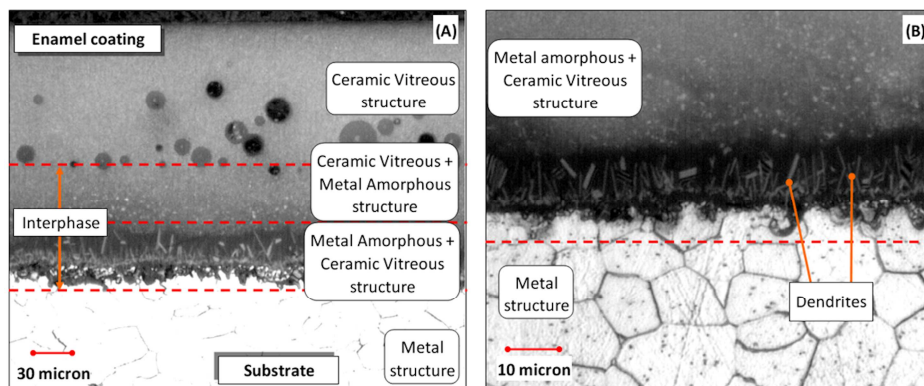 Enamel coating
(A)
Ceramic Vitreous
structure
Ceramic Vitreous +
Metal Amorphous
structure
Interphase
Metal Amorphous +
Ceramic Vitreous
structure
Metal
structure
30 micron
Substrate
(B)
Metal amorphous +
Ceramic Vitreous
structure
Metal
structure
Dendrites
10 micron